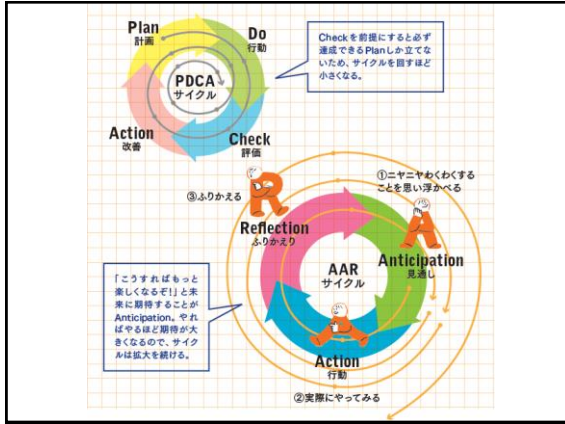 Plan
計画
Do
行動
PDCA
サイクル
Action
改善
Check
評価
Checkを前提にすると必ず
達成できるPlanしか立てな
いため、サイクルを回すほど
小さくなる。
①ニヤニヤわくわくする
ことを思い浮かべる
③ふりかえる
R
Reflection
ふりかえり
A
Anticipation
見通し
AAR
サイクル
「こうすればもっと
楽しくなるぞ！」と未
来に期待することが
Anticipation。やれ
ばやるほど期待が大
きくなるので、サイク
ルは拡大を続ける。
Action
行動
②実際にやってみる